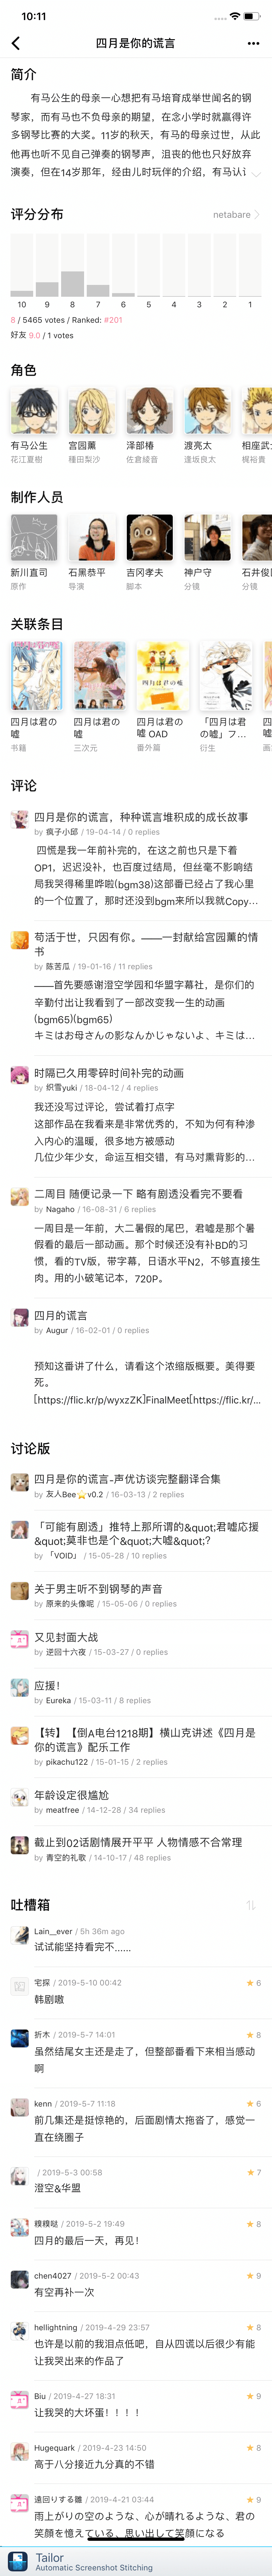 10:11
四月是你的谎言
简介
有马公生的母亲一心想把有马培育成举世闻名的钢
琴家，而有马也不负母亲的期望，在念小学时就赢得许
多钢琴比赛的大奖。11岁的秋天，有马的母亲过世，从此
他再也听不见自己弹奏的钢琴声，沮丧的他也只好放弃
演奏，但在14岁那年，经由儿时玩伴的介绍，有马认识
评分分布
netabare
10 9 8 7 6 5 4 3 2 1
8 / 5465 votes / Ranked: #201
好友 9.0 / 1 votes
角色
有马公生 宫园薰 泽部椿 渡亮太 相座武士
花江夏樹 種田梨沙 佐倉綾音 逢坂良太 梶裕貴
制作人员
新川直司 石黑恭平 吉冈孝夫 神户守 石井俊匡
原作 导演 脚本 分镜 分镜
关联条目
四月は君の嘘 四月は君の嘘 四月は君の嘘 OAD 「四月は君の嘘」フ... 四
书籍 三次元 番外篇 衍生 画
评论
四月是你的谎言，种种谎言堆积成的成长故事
by 疯子小邱 / 19-04-14 / 0 replies
四慌是我一年前补完的，在这之前也只是下看
OP1，迟迟没补，也百度过结局，但丝毫不影响结
局我哭得稀里哗啦(bgm38)这部番已经占了我心里
的一个位置了，那时还没到bgm来所以我就Copy...
苟活于世，只因有你。——一封献给宫园薰的情
书
by 陈苦瓜 / 19-01-16 / 11 replies
——首先要感谢澄空学园和华盟字幕社，是你们的
辛勤付出让我看到了一部改变我一生的动画
(bgm65)(bgm65)
キミはお母さんの影なんかじゃないよ、キミは...
时隔已久用零碎时间补完的动画
by 织雪yuki / 18-04-12 / 4 replies
我还没写过评论，尝试着打点字
这部作品在我看来是非常优秀的，不知为何有种渗
入内心的温暖，很多地方被感动
几位少年少女，命运互相交错，有马对熏背影的...
二周目 随便记录一下 略有剧透没看完不要看
by Nagaho / 16-08-31 / 6 replies
一周目是一年前，大二暑假的尾巴，君嘘是那个暑
假看的最后一部动画。那个时候还没有补BD的习
惯，看的TV版，带字幕，日语水平N2，不够直接生
肉。用的小破笔记本，720P。
四月的谎言
by Augur / 16-02-01 / 0 replies
预知这番讲了什么，请看这个浓缩版概要。美得要
死。
[https://flic.kr/p/wyxzZK]FinalMeet[https://flic.kr/...
讨论版
四月是你的谎言-声优访谈完整翻译合集
by 友人Bee⭐v0.2 / 16-03-13 / 2 replies
「可能有剧透」推特上那所谓的&quot;君嘘应援
&quot;莫非也是个&quot;大嘘&quot;?
by 「VOID」 / 15-05-28 / 10 replies
关于男主听不到钢琴的声音
by 原来的头像呢 / 15-05-06 / 0 replies
又见封面大战
by 逆回十六夜 / 15-03-27 / 0 replies
应援！
by Eureka / 15-03-11 / 8 replies
【转】【倒A电台1218期】横山克讲述《四月是
你的谎言》配乐工作
by pikachu122 / 15-01-15 / 2 replies
年龄设定很尴尬
by meatfree / 14-12-28 / 34 replies
截止到02话剧情展开平平 人物情感不合常理
by 青空的礼歌 / 14-10-17 / 48 replies
吐槽箱
Lain__ever / 5h 36m ago
试试能坚持看完不……
宅探 / 2019-5-10 00:42 6
韩剧嗷
折木 / 2019-5-7 14:01 8
虽然结尾女主还是走了，但整部番看下来相当感动
啊
kenn / 2019-5-7 11:18 6
前几集还是挺惊艳的，后面剧情太拖沓了，感觉一
直在绕圈子
/ 2019-5-3 00:58 7
澄空&华盟
糗糗哒 / 2019-5-2 19:49 8
四月的最后一天，再见！
chen4027 / 2019-5-2 00:43 9
有空再补一次
hellightning / 2019-4-29 23:57 8
也许是以前的我泪点低吧，自从四谎以后很少有能
让我哭出来的作品了
Biu / 2019-4-27 18:31 9
让我哭的大坏蛋！！！！
Hugequark / 2019-4-23 14:50 8
高于八分接近九分真的不错
遠回りする雛 / 2019-4-21 03:44 9
雨上がりの空のような、心が晴れるような、君の
笑顔を憶えている、思い出して笑顔になる
Tailor
Automatic Screenshot Stitching